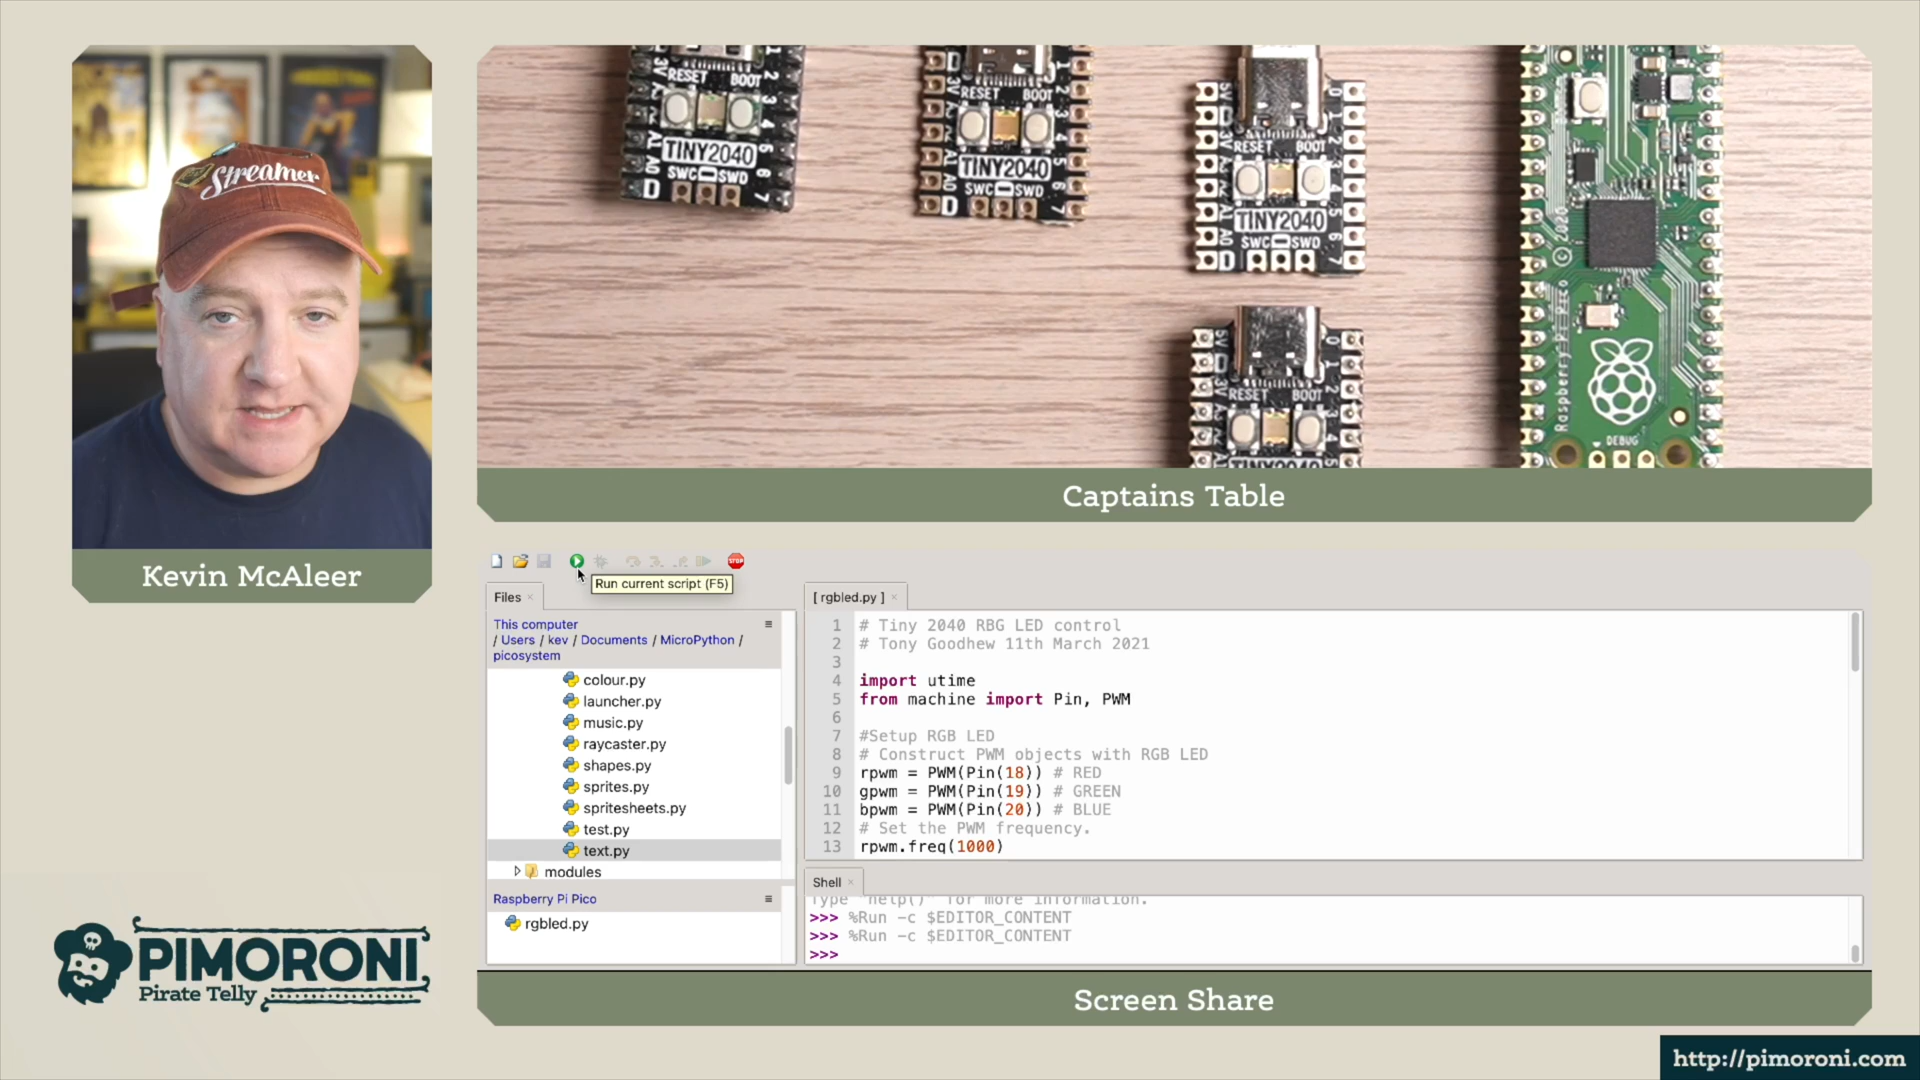 Streamer
Kevin McAleer
RESET BOOT
TINY2040
SWC SWD
RESET BOOT
TINY2040
SWC SWD
RESET BOOT
TINY2040
SWC SWD
RESET BOOT
TINY2040
Raspberry Pi Pico © 2020
DEBUG
Captains Table
Run current script (F5)
Files
This computer
/ Users / kev / Documents / MicroPython /
picosystem
colour.py
launcher.py
music.py
raycaster.py
shapes.py
sprites.py
spritesheets.py
test.py
text.py
modules
Raspberry Pi Pico
rgbled.py
[ rgbled.py ]
1 # Tiny 2040 RBG LED control
2 # Tony Goodhew 11th March 2021
3
4 import utime
5 from machine import Pin, PWM
6
7 #Setup RGB LED
8 # Construct PWM objects with RGB LED
9 rpwm = PWM(Pin(18)) # RED
10 gpwm = PWM(Pin(19)) # GREEN
11 bpwm = PWM(Pin(20)) # BLUE
12 # Set the PWM frequency.
13 rpwm.freq(1000)
Shell
Type "help()" for more information.
>>> %Run -c $EDITOR_CONTENT
>>> %Run -c $EDITOR_CONTENT
>>>
Screen Share
PIMORONI
Pirate Telly
http://pimoroni.com